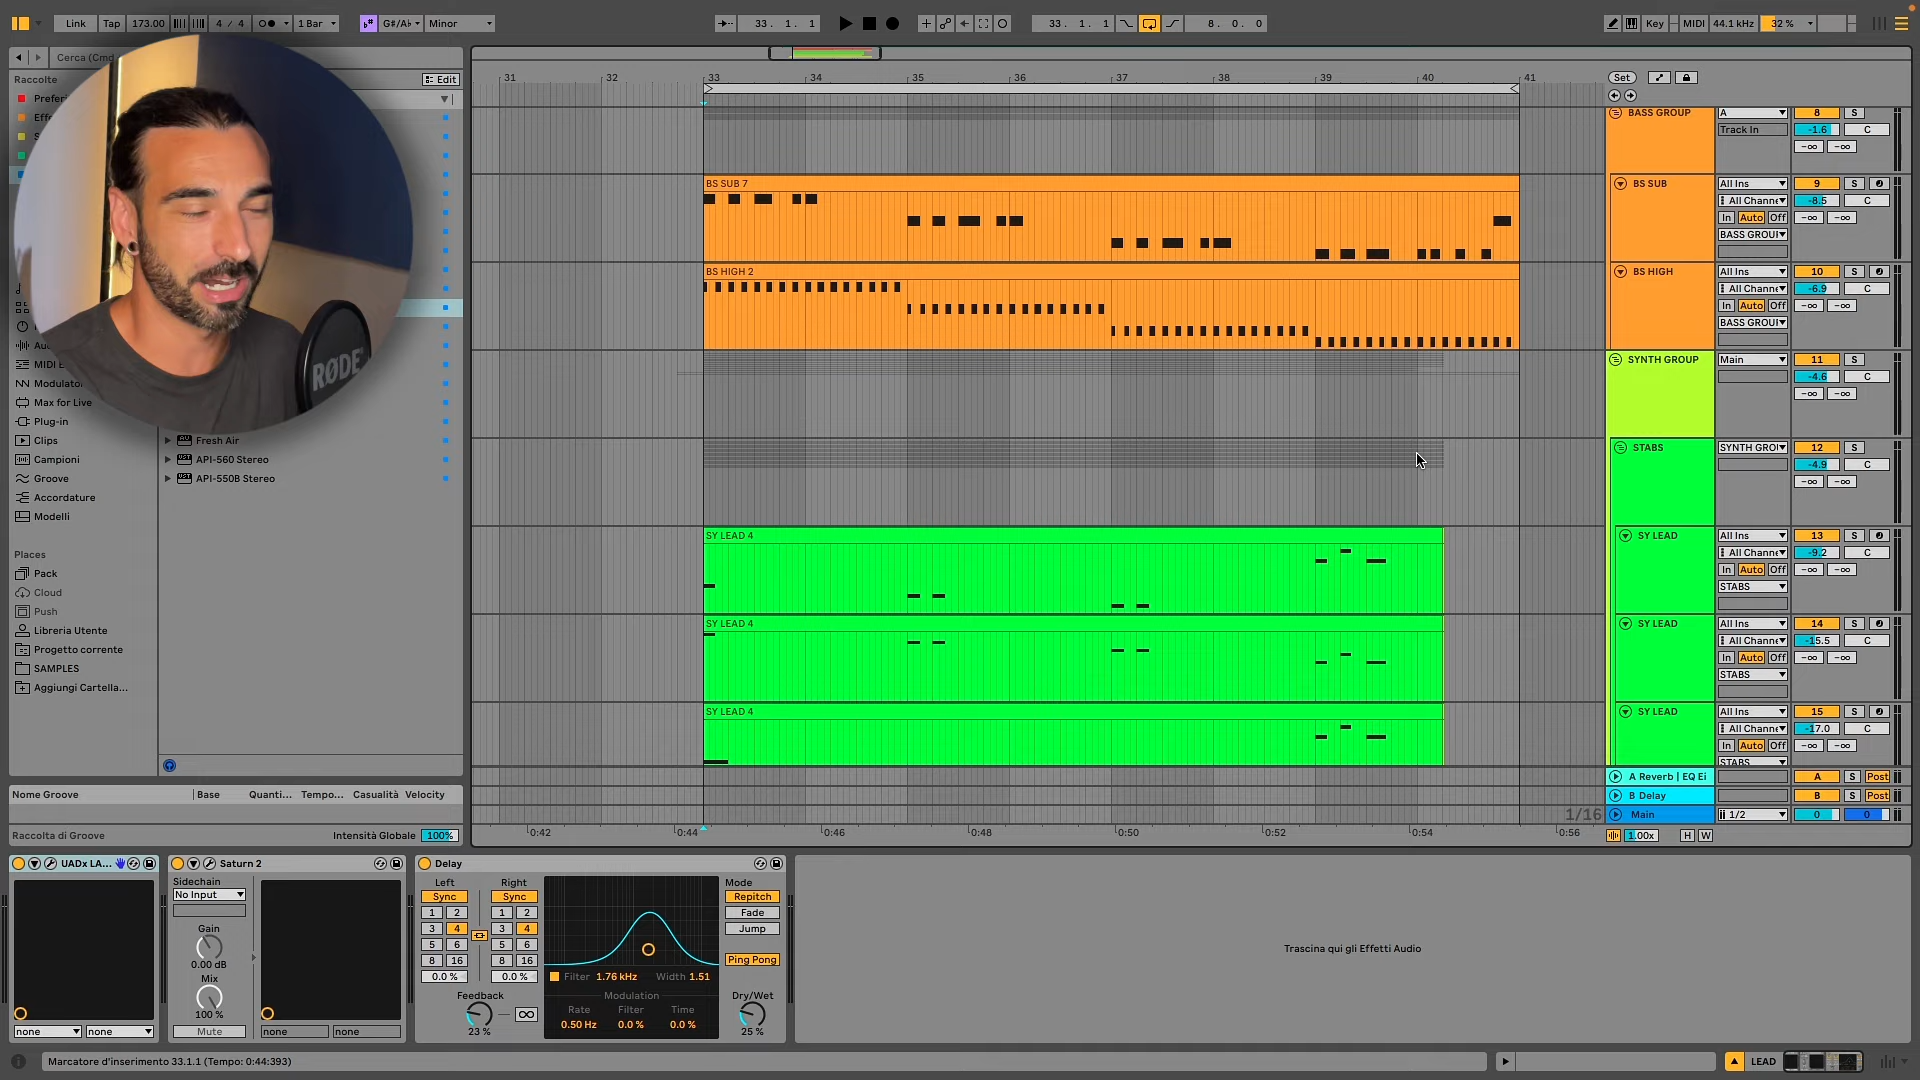 Link Tap 173.00 4 / 4 1 Bar G#/Ab Minor 33. 1. 1 33. 1. 1 8. 0. 0 Key MIDI 44.1 kHz 32 %
Cerca (Cmd
Raccolte Edit
Preferi
Effe
MIDI E
Modulator
Max for Live
Plug-in
Clips
Campioni
Groove
Accordature
Modelli
Places
Pack
Cloud
Push
Libreria Utente
Progetto corrente
SAMPLES
Aggiungi Cartella...
Fresh Air
API-560 Stereo
API-550B Stereo
RØDE
31 32 33 34 35 36 37 38 39 40 41
Set
BASS GROUP A 8 S
Track In -1.6 C
-∞ -∞
BS SUB 7
BS SUB All Ins 9 S
All Channe -8.5 C
In Auto Off -∞ -∞
BASS GROUP
BS HIGH 2
BS HIGH All Ins 10 S
All Channe -6.9 C
In Auto Off -∞ -∞
BASS GROUP
SYNTH GROUP Main 11 S
-4.6 C
-∞ -∞
STABS SYNTH GROU 12 S
-4.9 C
-∞ -∞
SY LEAD 4
SY LEAD All Ins 13 S
All Channe -9.2 C
In Auto Off -∞ -∞
STABS
SY LEAD 4
SY LEAD All Ins 14 S
All Channe -15.5 C
In Auto Off -∞ -∞
STABS
SY LEAD 4
SY LEAD All Ins 15 S
All Channe -17.0 C
In Auto Off -∞ -∞
STABS
A Reverb | EQ Ei A S Post
B Delay B S Post
1/16 Main 1/2 0 0
0:42 0:44 0:46 0:48 0:50 0:52 0:54 0:56
1.00x H W
Nome Groove Base Quanti... Tempo... Casualità Velocity
Raccolta di Groove Intensità Globale 100%
UADx LA...
none none
Saturn 2
Sidechain
No Input
Gain
0.00 dB
Mix
100 %
Mute none none
Delay
Left Right Mode
Sync Sync Repitch
1 2 1 2 Fade
3 4 3 4 Jump
5 6 5 6
8 16 8 16 Ping Pong
0.0 % 0.0 % Filter 1.76 kHz Width 1.51
Feedback Modulation Dry/Wet
Rate Filter Time
23 % 0.50 Hz 0.0 % 0.0 % 25 %
Trascina qui gli Effetti Audio
Marcatore d'inserimento 33.1.1 (Tempo: 0:44:393)
LEAD